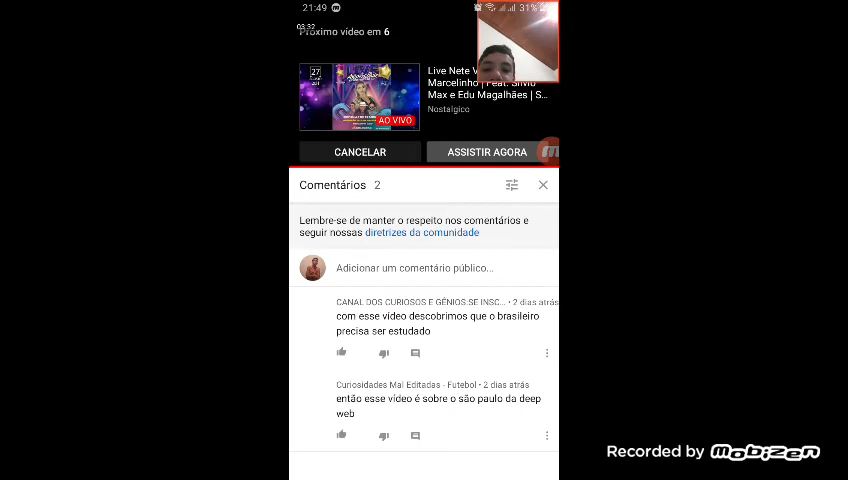 21:49
31%
03:32
Próximo vídeo em 6
27
AO VIVO
Live Nete V
Marcelinho | Feat. Silvio
Max e Edu Magalhães | S...
Nostalgico
CANCELAR
ASSISTIR AGORA
Comentários 2
Lembre-se de manter o respeito nos comentários e
seguir nossas diretrizes da comunidade
Adicionar um comentário público...
CANAL DOS CURIOSOS E GÊNIOS:SE INSC... • 2 dias atrás
com esse vídeo descobrimos que o brasileiro
precisa ser estudado
Curiosidades Mal Editadas - Futebol • 2 dias atrás
então esse vídeo é sobre o são paulo da deep
web
Recorded by mobizen